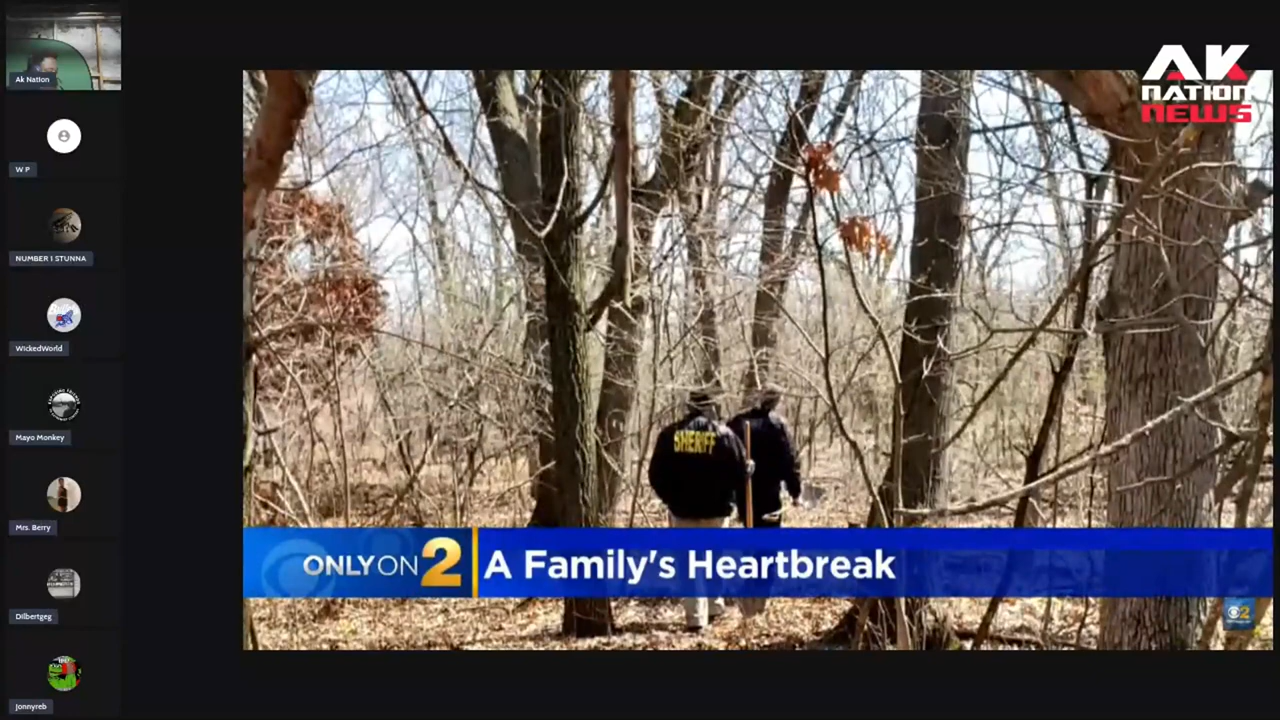 Ak Nation
W P
NUMBER 1 STUNNA
WickedWorld
Mayo Monkey
Mrs. Berry
Dilbertgeg
Jonnyreb
AK
NATION
NEWS
SHERIFF
ONLY ON 2
A Family's Heartbreak
2